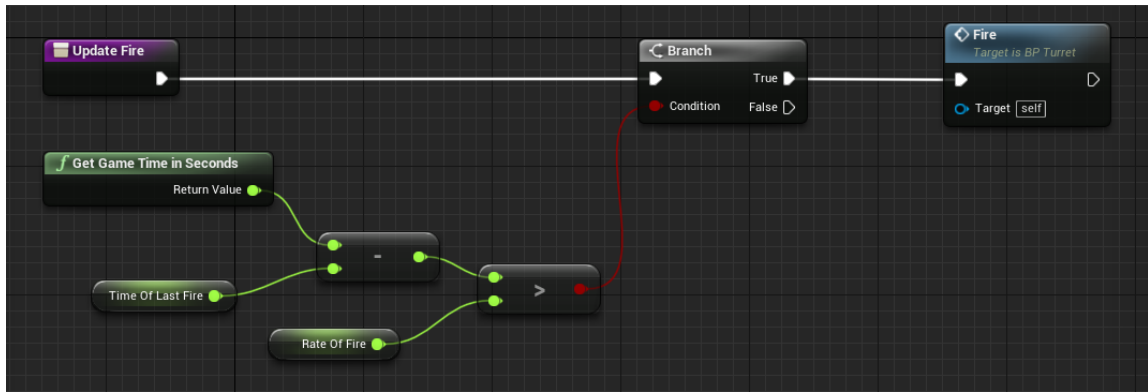 Update Fire
Branch
True
Condition
False
Fire
Target is BP Turret
Target self
f Get Game Time in Seconds
Return Value
-
Time Of Last Fire
>
Rate Of Fire